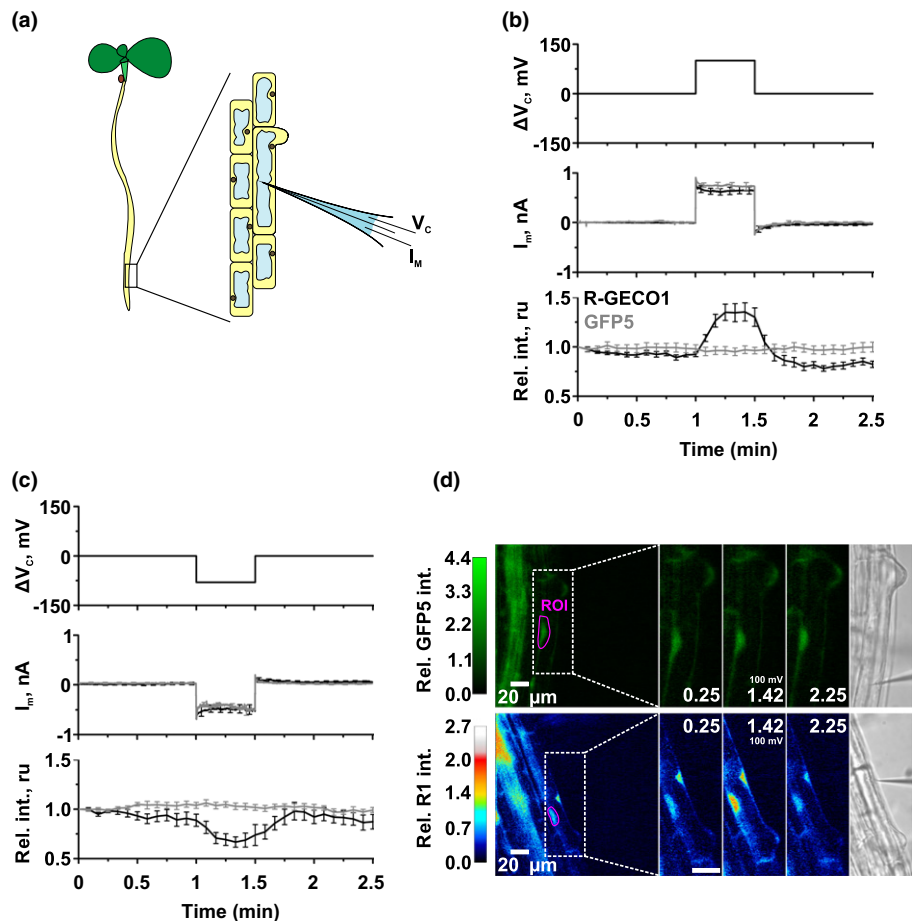 (a)
V_C
I_M
(b)
150
0
-150
ΔV_C, mV
1
0
-1
I_m, nA
1.5
1.0
0.5
Rel. int., ru
R-GECO1
GFP5
0 0.5 1 1.5 2 2.5
Time (min)
(c)
150
0
-150
ΔV_C, mV
1
0
-1
I_m, nA
1.5
1.0
0.5
Rel. int., ru
0 0.5 1 1.5 2 2.5
Time (min)
(d)
4.4
3.3
2.2
1.1
0.0
Rel. GFP5 int.
ROI
20 µm
0.25
100 mV
1.42
2.25
2.7
2.0
1.4
0.7
0.0
Rel. R1 int.
20 µm
0.25
1.42
100 mV
2.25